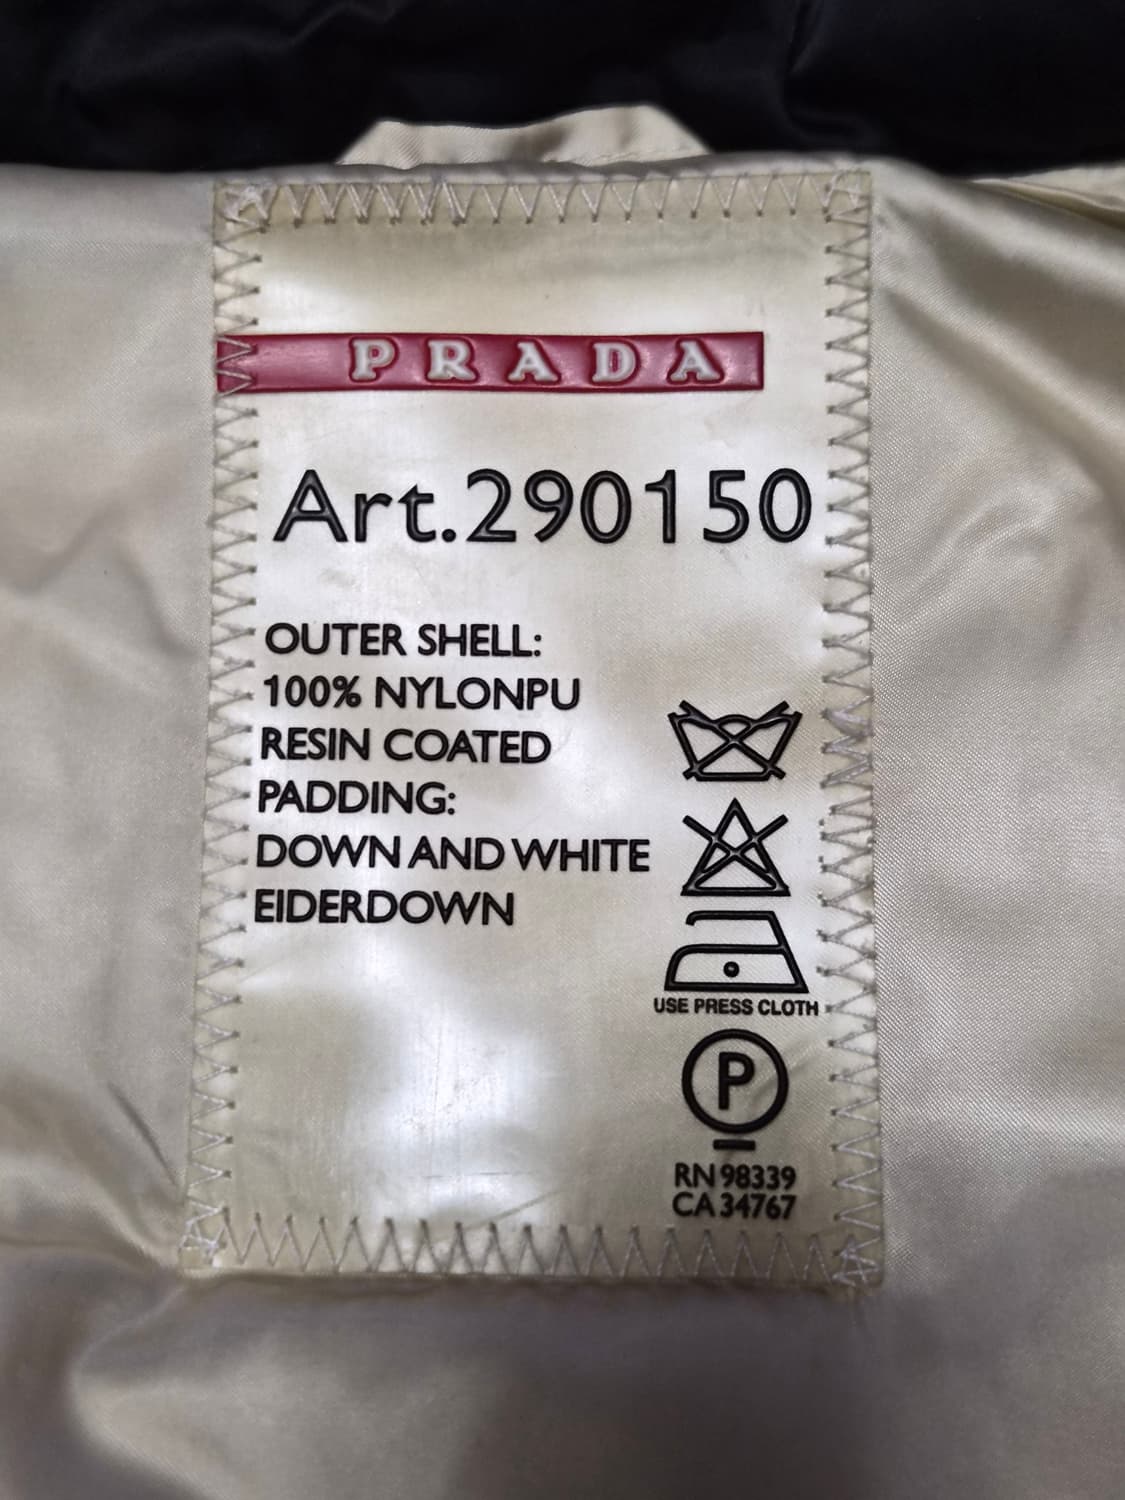 PRADA
Art.290150
OUTER SHELL:
100% NYLONPU
RESIN COATED
PADDING:
DOWN AND WHITE
EIDERDOWN
USE PRESS CLOTH
P
RN 98339
CA 34767